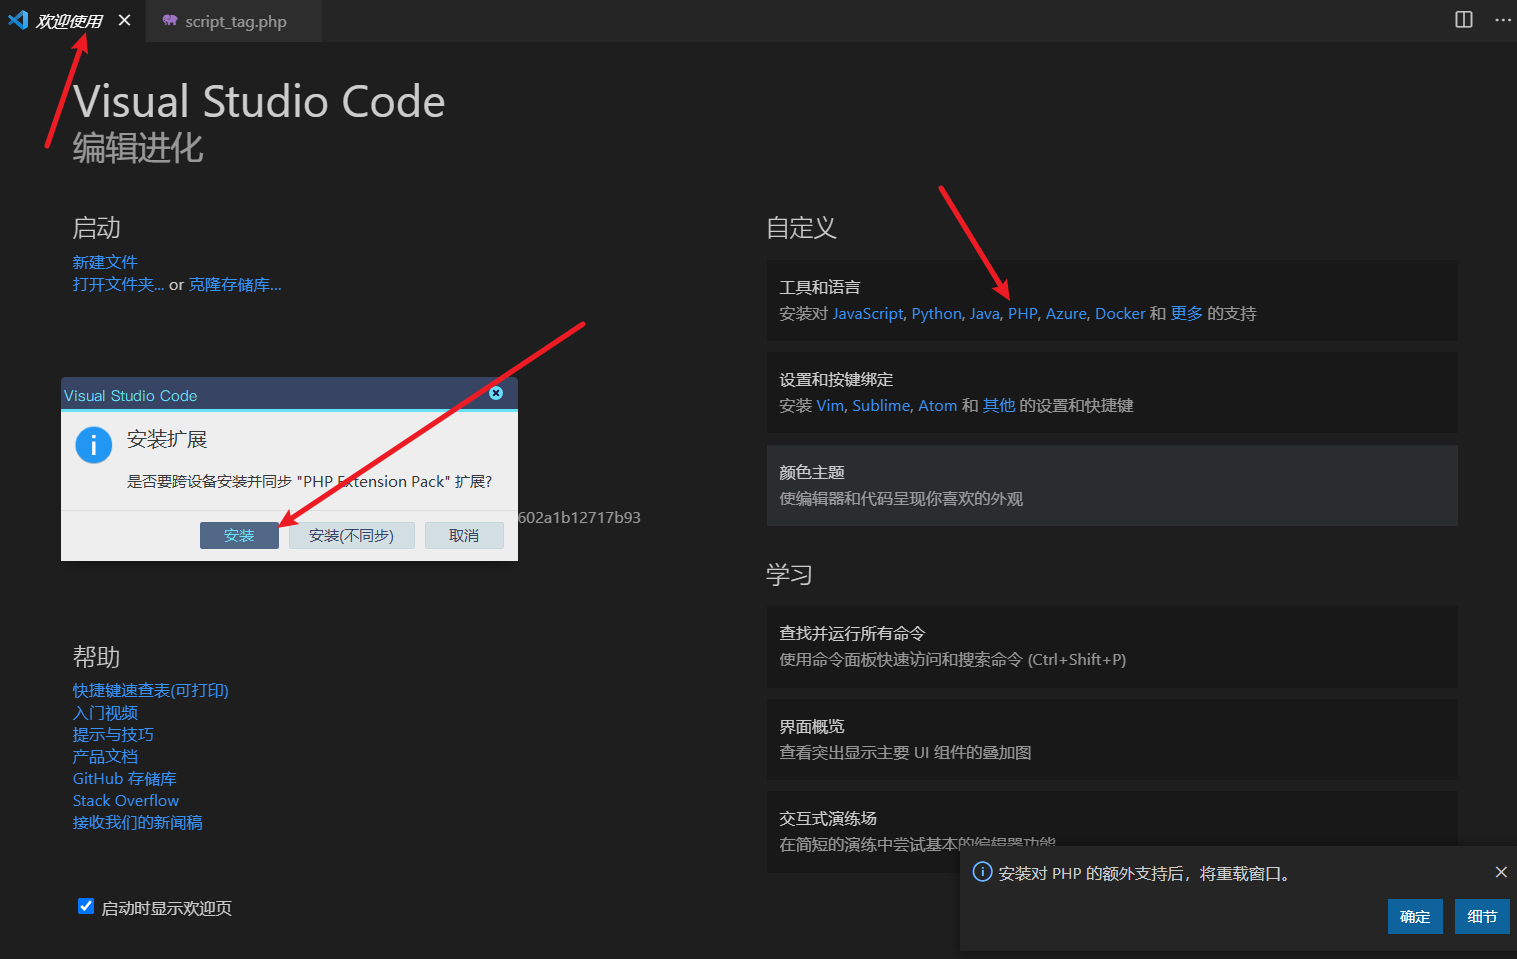 欢迎使用
script_tag.php
Visual Studio Code
编辑进化
启动
新建文件
打开文件夹... or 克隆存储库...
Visual Studio Code
安装扩展
是否要跨设备安装并同步 "PHP Extension Pack" 扩展?
安装
安装(不同步)
取消
602a1b12717b93
帮助
快捷键速查表(可打印)
入门视频
提示与技巧
产品文档
GitHub 存储库
Stack Overflow
接收我们的新闻稿
启动时显示欢迎页
自定义
工具和语言
安装对 JavaScript, Python, Java, PHP, Azure, Docker 和 更多 的支持
设置和按键绑定
安装 Vim, Sublime, Atom 和 其他 的设置和快捷键
颜色主题
使编辑器和代码呈现你喜欢的外观
学习
查找并运行所有命令
使用命令面板快速访问和搜索命令 (Ctrl+Shift+P)
界面概览
查看突出显示主要 UI 组件的叠加图
交互式演练场
在简短的演练中尝试基本的编辑器功能
安装对 PHP 的额外支持后，将重载窗口。
确定
细节